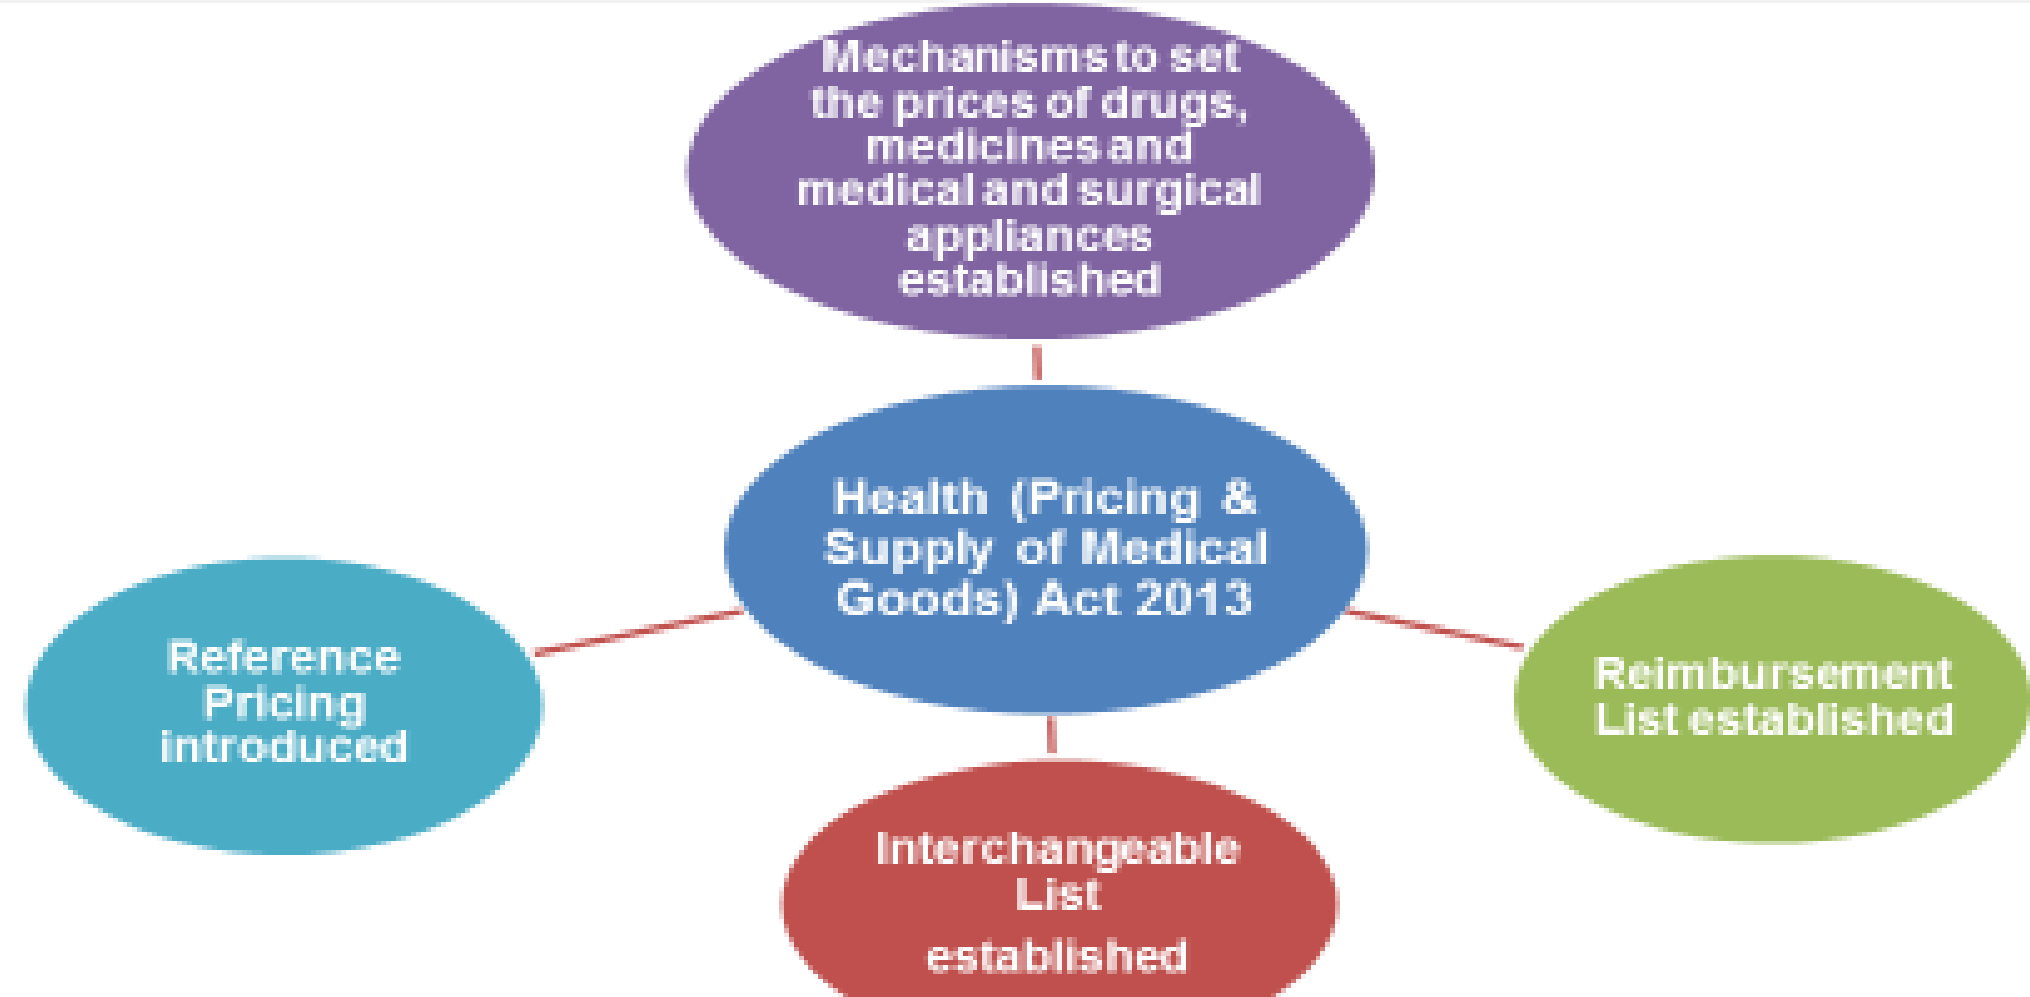 Mechanisms to set
the prices of drugs,
medicines and
medical and surgical
appliances
established
Health (Pricing &
Supply of Medical
Goods) Act 2013
Reference
Pricing
introduced
Reimbursement
List established
Interchangeable
List
established